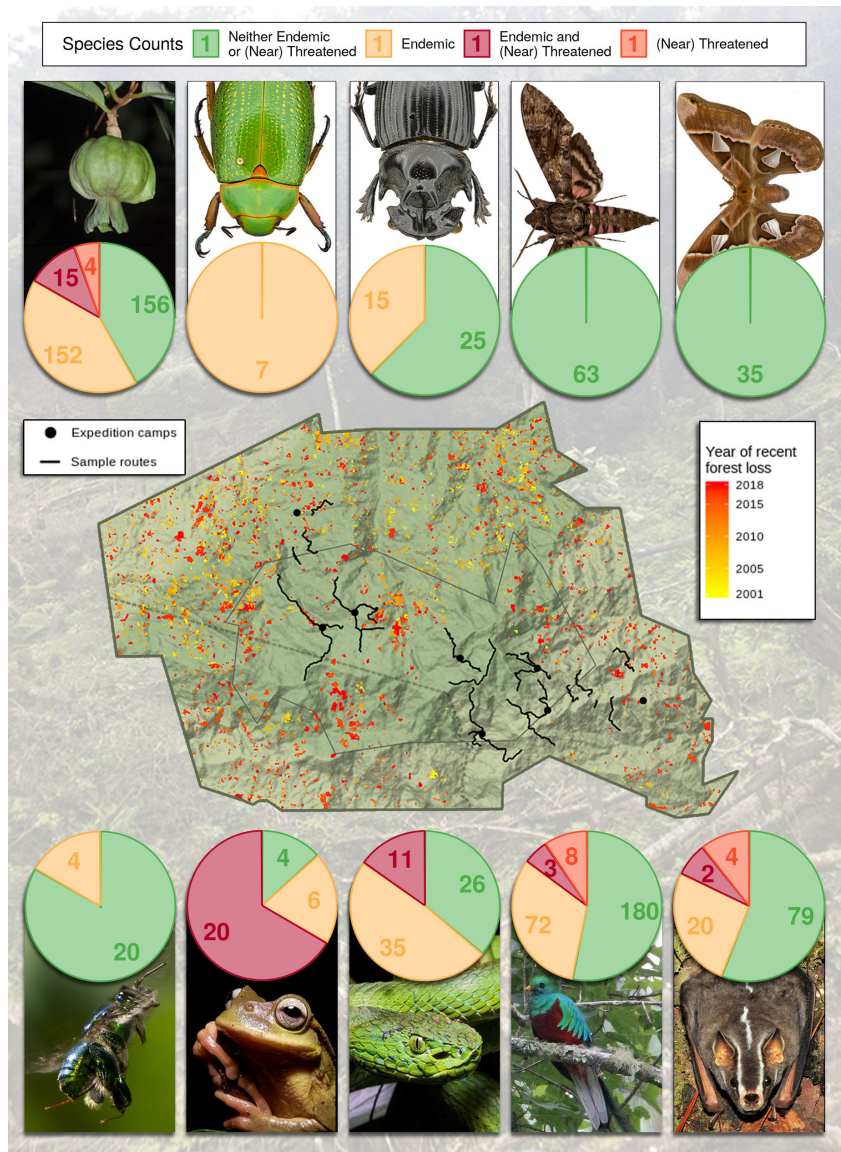 Species Counts
1 Neither Endemic
or (Near) Threatened
1 Endemic
1 Endemic and
(Near) Threatened
1 (Near) Threatened
15 4
156
152
7
15
25
63
35
Expedition camps
Sample routes
Year of recent
forest loss
2018
2015
2010
2005
2001
4
20
4
6
20
11
26
35
8
3
180
72
4
2
79
20